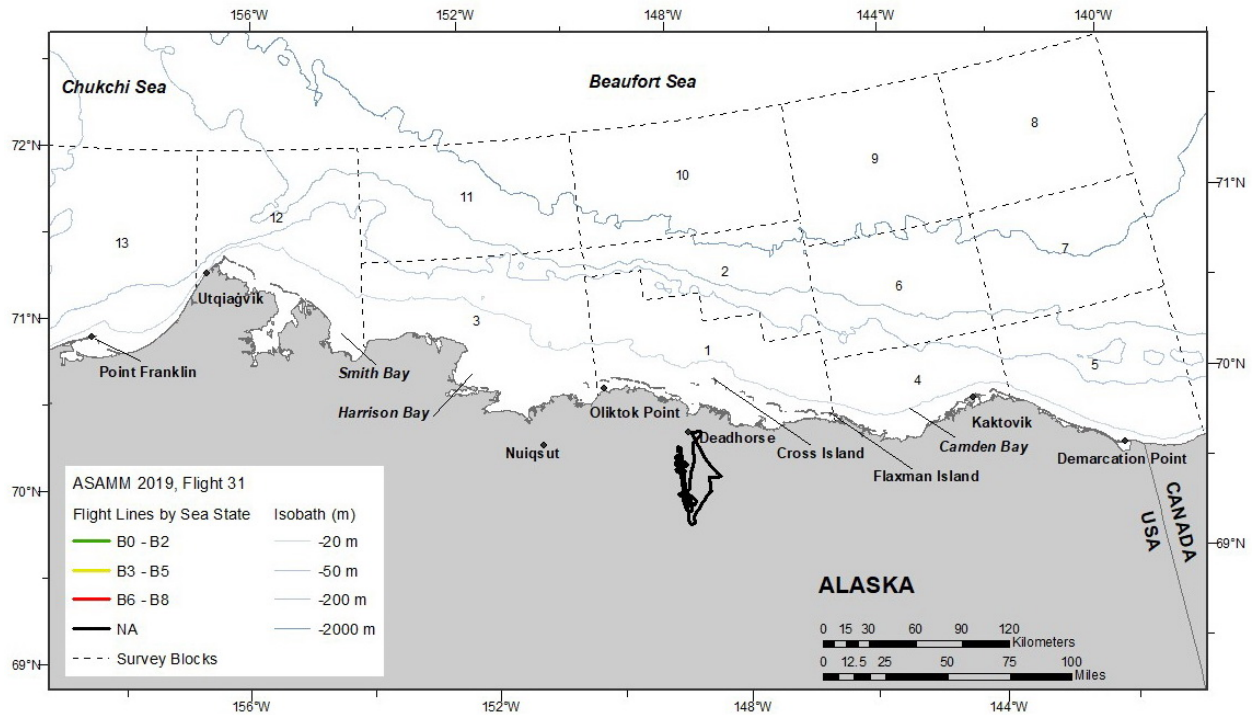 156°W 152°W 148°W 144°W 140°W
Chukchi Sea
Beaufort Sea
72°N
71°N
71°N
70°N
70°N
69°N
69°N
8
9
10
11
12
13
7
2
6
3
1
5
4
Utqiaġvik
Point Franklin
Smith Bay
Harrison Bay
Oliktok Point
Nuiqsut
Deadhorse
Cross Island
Flaxman Island
Kaktovik
Camden Bay
Demarcation Point
CANADA
USA
ALASKA
ASAMM 2019, Flight 31
Flight Lines by Sea State
B0 - B2
B3 - B5
B6 - B8
NA
Survey Blocks
Isobath (m)
-20 m
-50 m
-200 m
-2000 m
0 15 30 60 90 120
Kilometers
0 12.5 25 50 75 100
Miles
156°W 152°W 148°W 144°W 144°W